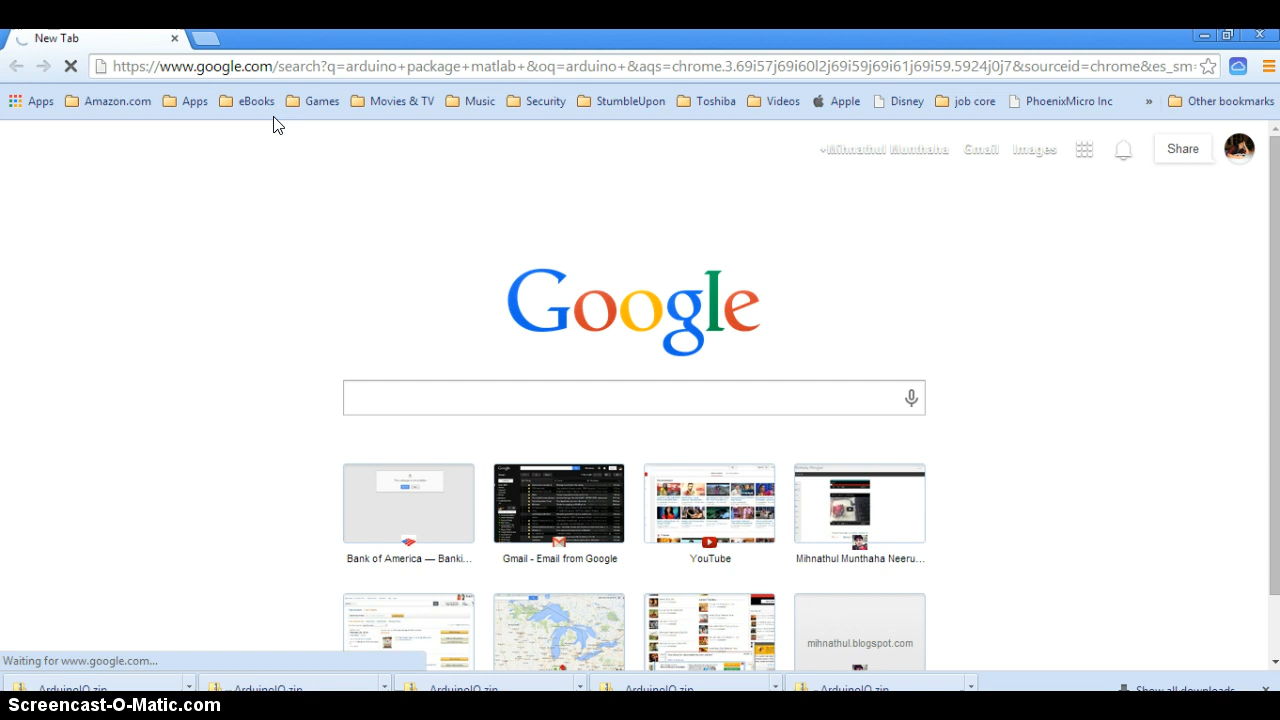 New Tab
https://www.google.com/search?q=arduino+package+matlab+&oq=arduino+&aqs=chrome.3.69i57j69i60l2j69i59j69i61j69i59.5924j0j7&sourceid=chrome&es_sm=
Apps Amazon.com Apps eBooks Games Movies & TV Music Security StumbleUpon Toshiba Videos Apple Disney job core PhoenixMicro Inc » Other bookmarks
+Mihnathul Munthaha Gmail Images Share
Google
Bank of America — Banki... Gmail - Email from Google YouTube Mihnathul Munthaha Neeru...
mihnathul.blogspot.com
Waiting for www.google.com...
ArduinoIO.zip ArduinoIO.zip ArduinoIO.zip ArduinoIO.zip ArduinoIO.zip Show all downloads...
Screencast-O-Matic.com